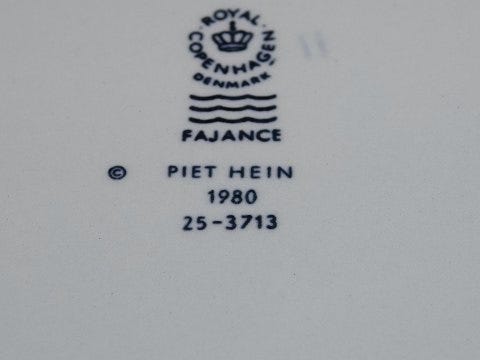 ROYAL
COPENHAGEN
DENMARK
FAJANCE
© PIET HEIN
1980
25-3713